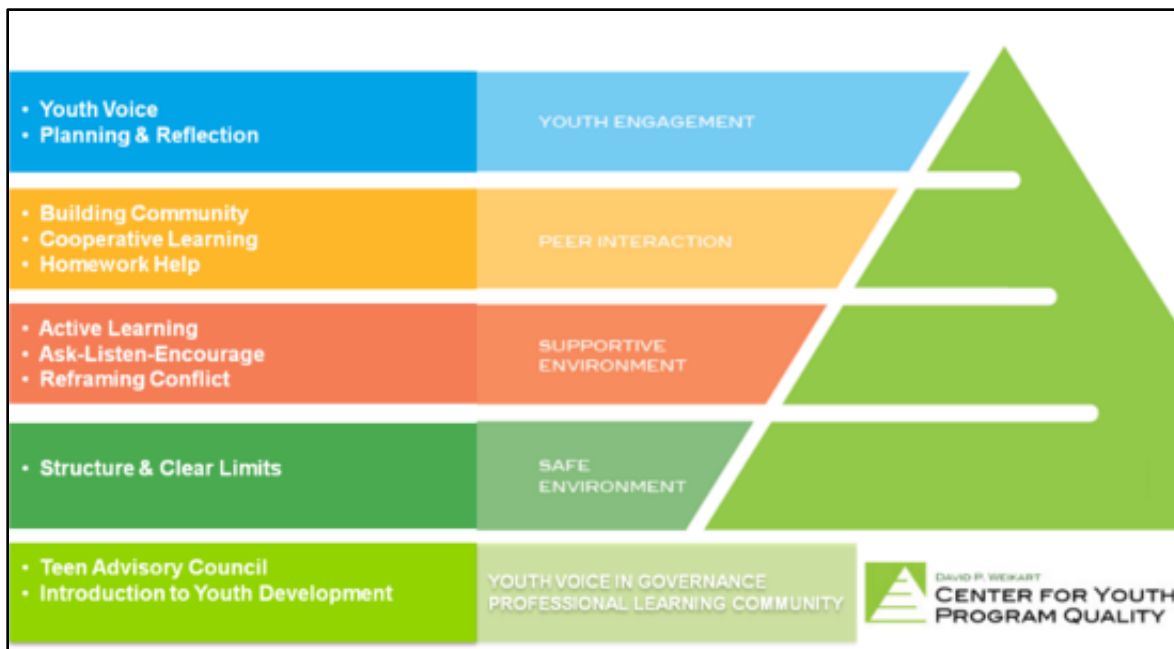 • Youth Voice
• Planning & Reflection
YOUTH ENGAGEMENT
• Building Community
• Cooperative Learning
• Homework Help
PEER INTERACTION
• Active Learning
• Ask-Listen-Encourage
• Reframing Conflict
SUPPORTIVE
ENVIRONMENT
• Structure & Clear Limits
SAFE
ENVIRONMENT
• Teen Advisory Council
• Introduction to Youth Development
YOUTH VOICE IN GOVERNANCE
PROFESSIONAL LEARNING COMMUNITY
DAVID P. WEIKART
CENTER FOR YOUTH
PROGRAM QUALITY